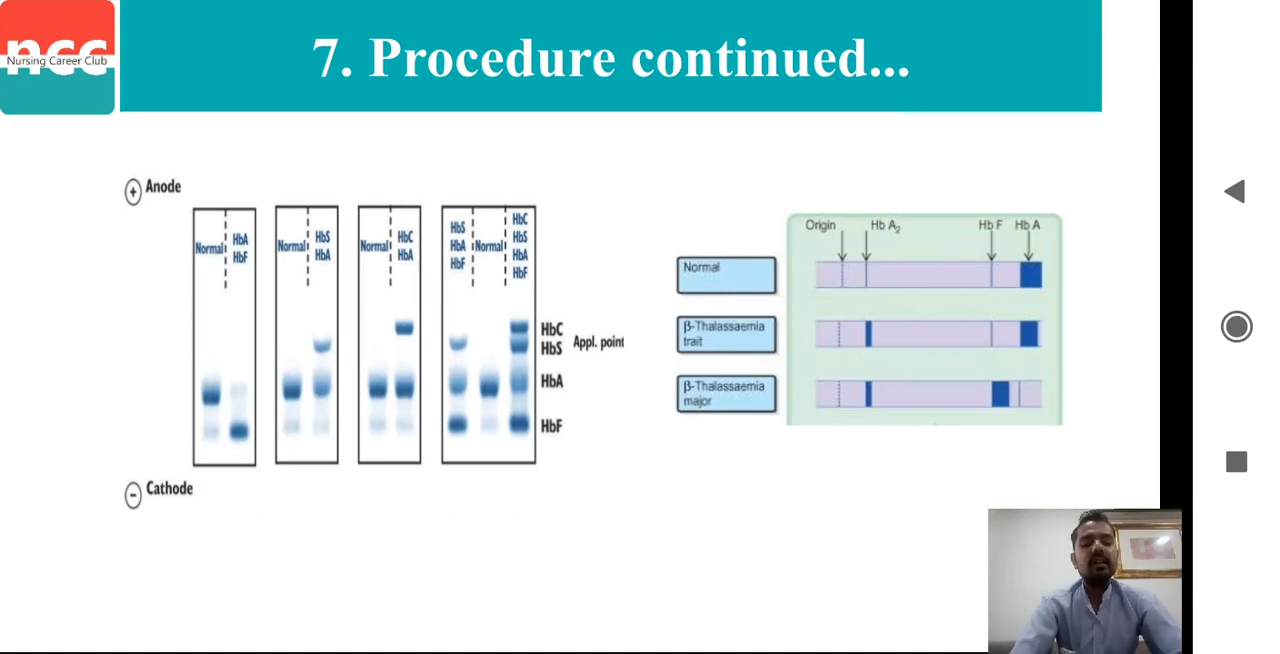 ncc
Nursing Career Club
7. Procedure continued...
+ Anode
Normal
HbA
HbF
Normal
HbS
HbA
Normal
HbC
HbA
HbS
HbA
HbF
Normal
HbC
HbS
HbA
HbF
HbC
HbS
Appl. point
HbA
HbF
− Cathode
Origin
Hb A₂
Hb F
Hb A
Normal
β-Thalassaemia
trait
β-Thalassaemia
major